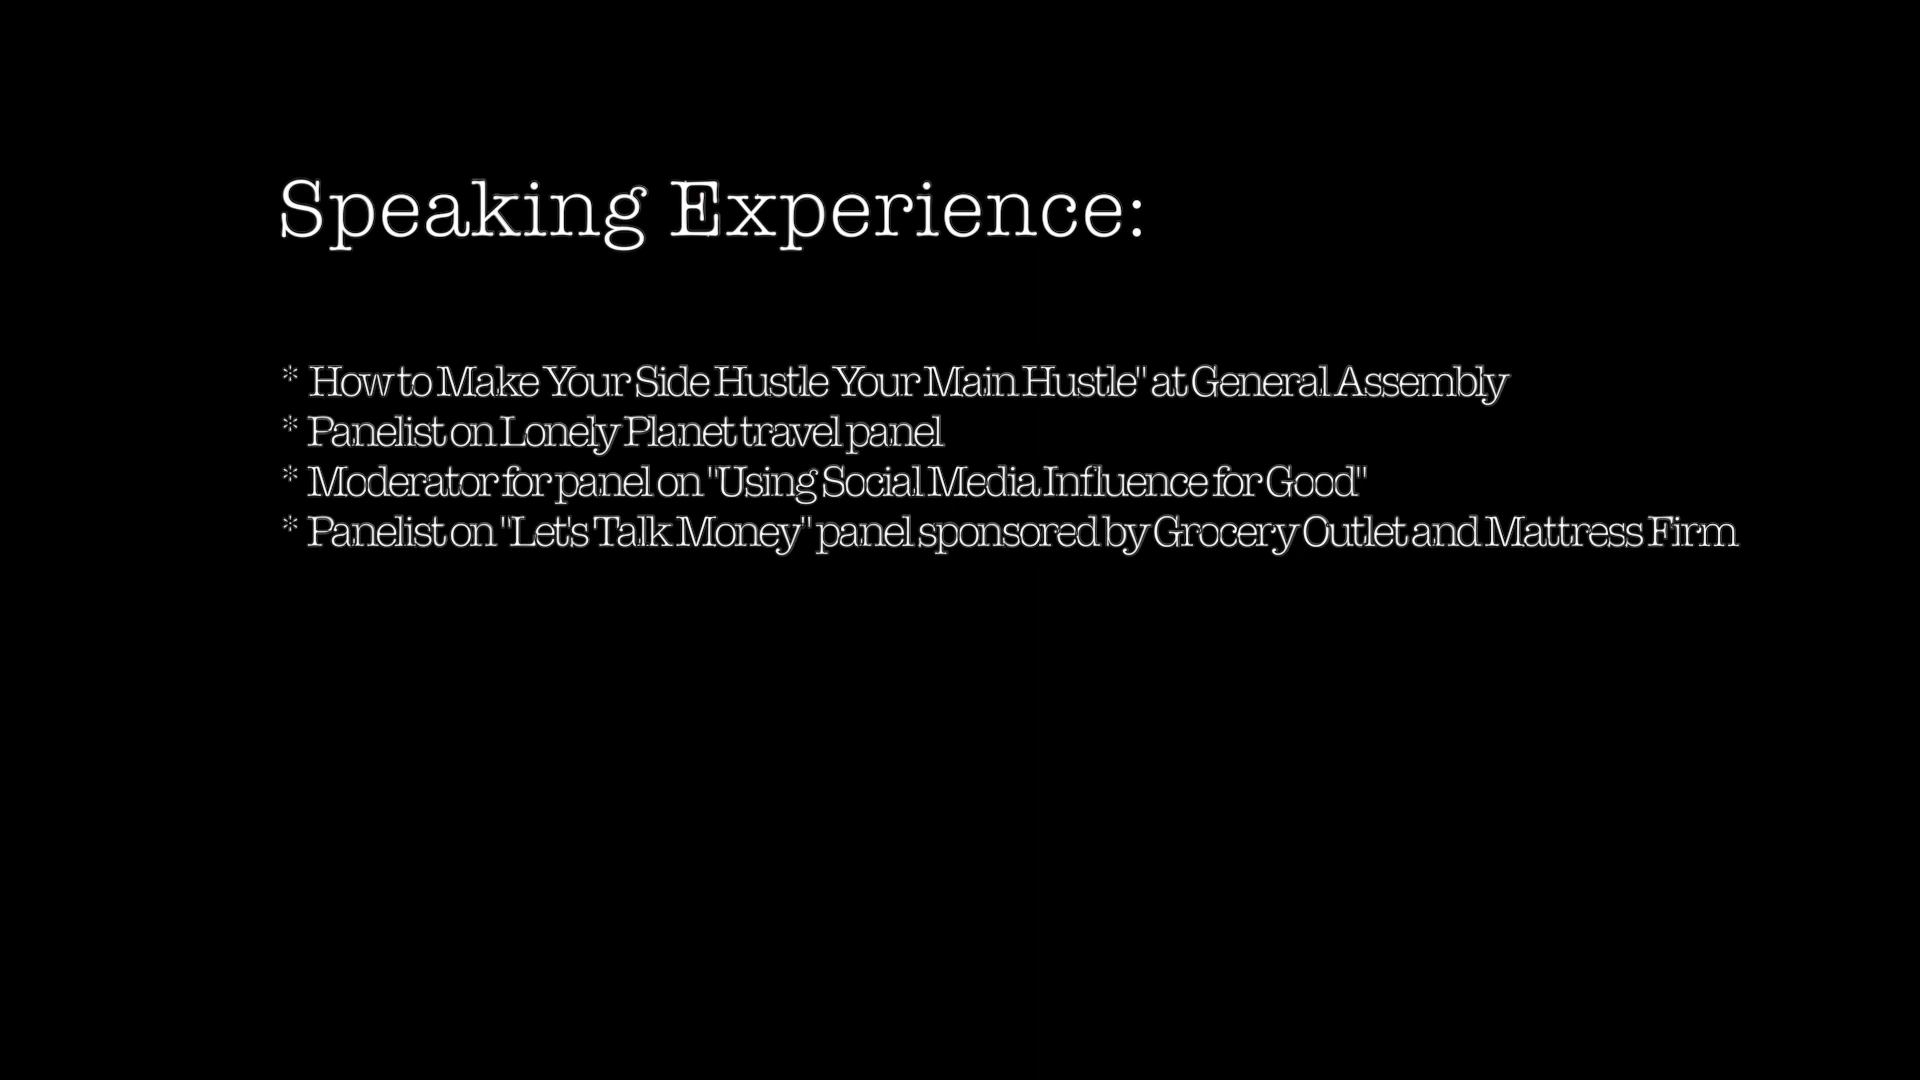 Speaking Experience:
* How to Make Your Side Hustle Your Main Hustle" at General Assembly
* Panelist on Lonely Planet travel panel
* Moderator for panel on "Using Social Media Influence for Good"
* Panelist on "Let's Talk Money" panel sponsored by Grocery Outlet and Mattress Firm